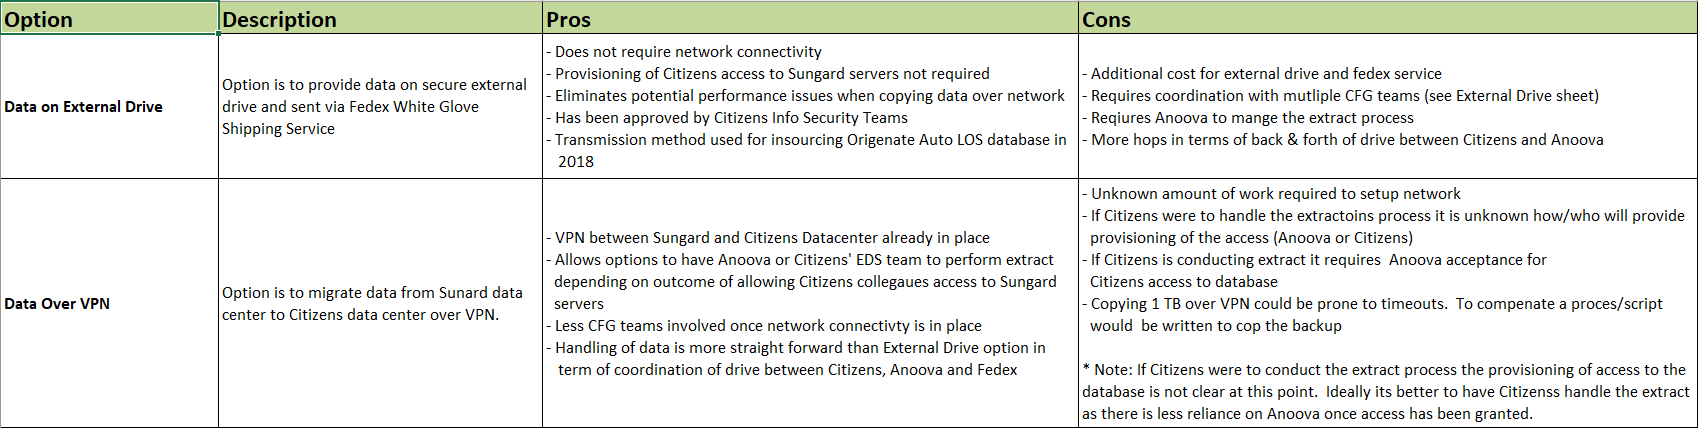 Option
Description
Pros
Cons
Data on External Drive
Option is to provide data on secure external
drive and sent via Fedex White Glove
Shipping Service
- Does not require network connectivity
- Provisioning of Citizens access to Sungard servers not required
- Eliminates potential performance issues when copying data over network
- Has been approved by Citizens Info Security Teams
- Transmission method used for insourcing Origenate Auto LOS database in
2018
- Additional cost for external drive and fedex service
- Requires coordination with mutliple CFG teams (see External Drive sheet)
- Reqiures Anoova to mange the extract process
- More hops in terms of back & forth of drive between Citizens and Anoova
Data Over VPN
Option is to migrate data from Sunard data
center to Citizens data center over VPN.
- VPN between Sungard and Citizens Datacenter already in place
- Allows options to have Anoova or Citizens' EDS team to perform extract
depending on outcome of allowing Citizens collegaues access to Sungard
servers
- Less CFG teams involved once network connectivty is in place
- Handling of data is more straight forward than External Drive option in
term of coordination of drive between Citizens, Anoova and Fedex
- Unknown amount of work required to setup network
- If Citizens were to handle the extractoins process it is unknown how/who will provide
provisioning of the access (Anoova or Citizens)
- If Citizens is conducting extract it requires  Anoova acceptance for
Citizens access to database
- Copying 1 TB over VPN could be prone to timeouts.  To compenate a proces/script
would  be written to cop the backup
* Note: If Citizens were to conduct the extract process the provisioning of access to the
database is not clear at this point.  Ideally its better to have Citizenss handle the extract
as there is less reliance on Anoova once access has been granted.